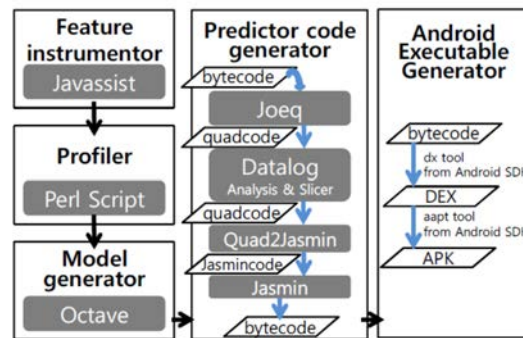 Feature
instrumentor
Javassist
Profiler
Perl Script
Model
generator
Octave
Predictor code
generator
bytecode
Joeq
quadcode
Datalog
Analysis & Slicer
quadcode
Quad2Jasmin
Jasmincode
Jasmin
bytecode
Android
Executable
Generator
bytecode
dx tool
from Android SDK
DEX
aapt tool
from Android SDK
APK